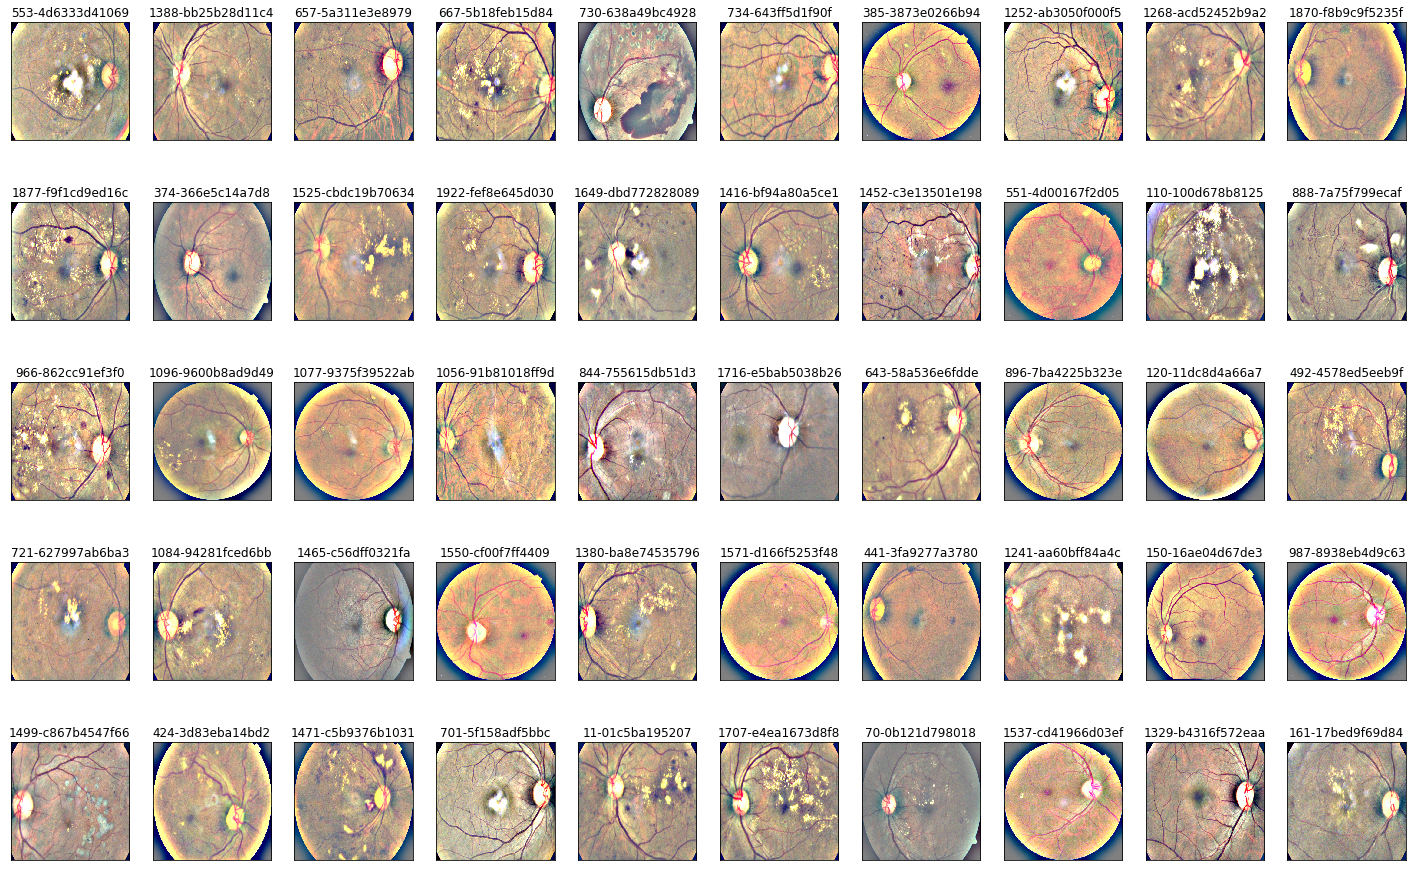 553-4d6333d41069 1388-bb25b28d11c4 657-5a311e3e8979 667-5b18feb15d84 730-638a49bc4928 734-643ff5d1f90f 385-3873e0266b94 1252-ab3050f000f5 1268-acd52452b9a2 1870-f8b9c9f5235f
1877-f9f1cd9ed16c 374-366e5c14a7d8 1525-cbdc19b70634 1922-fef8e645d030 1649-dbd772828089 1416-bf94a80a5ce1 1452-c3e13501e198 551-4d00167f2d05 110-100d678b8125 888-7a75f799ecaf
966-862cc91ef3f0 1096-9600b8ad9d49 1077-9375f39522ab 1056-91b81018ff9d 844-755615db51d3 1716-e5bab5038b26 643-58a536e6fdde 896-7ba4225b323e 120-11dc8d4a66a7 492-4578ed5eeb9f
721-627997ab6ba3 1084-94281fced6bb 1465-c56dff0321fa 1550-cf00f7ff4409 1380-ba8e74535796 1571-d166f5253f48 441-3fa9277a3780 1241-aa60bff84a4c 150-16ae04d67de3 987-8938eb4d9c63
1499-c867b4547f66 424-3d83eba14bd2 1471-c5b9376b1031 701-5f158adf5bbc 11-01c5ba195207 1707-e4ea1673d8f8 70-0b121d798018 1537-cd41966d03ef 1329-b4316f572eaa 161-17bed9f69d84